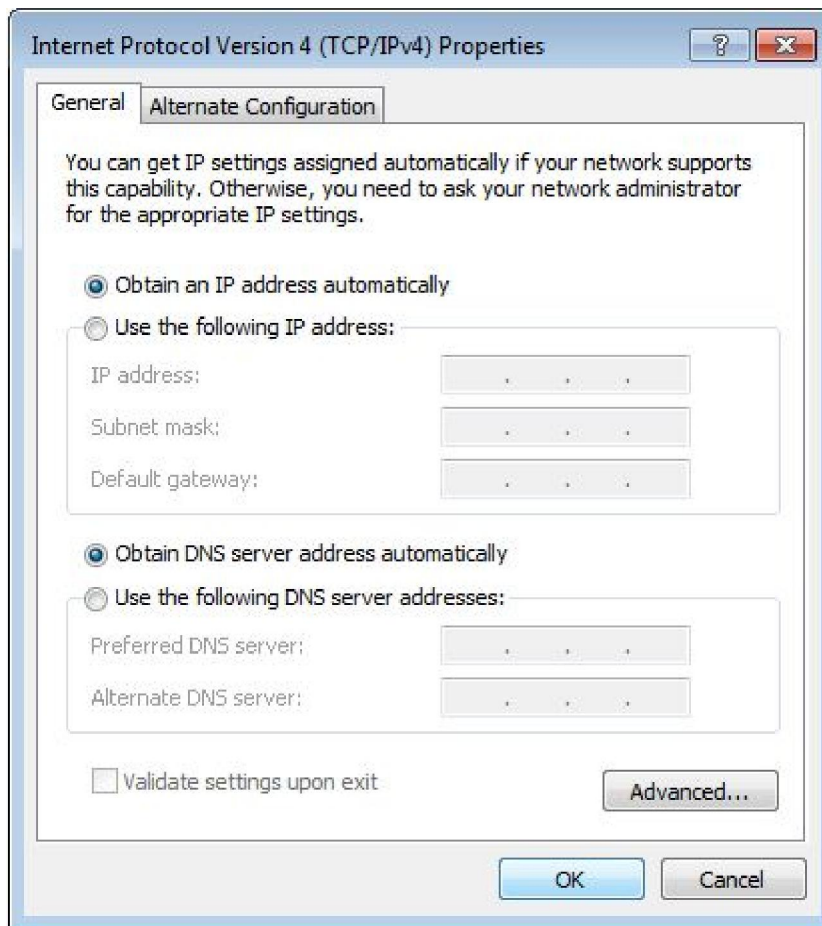 Internet Protocol Version 4 (TCP/IPv4) Properties
General
Alternate Configuration
You can get IP settings assigned automatically if your network supports
this capability. Otherwise, you need to ask your network administrator
for the appropriate IP settings.
Obtain an IP address automatically
Use the following IP address:
IP address:
Subnet mask:
Default gateway:
Obtain DNS server address automatically
Use the following DNS server addresses:
Preferred DNS server:
Alternate DNS server:
Validate settings upon exit
Advanced...
OK
Cancel